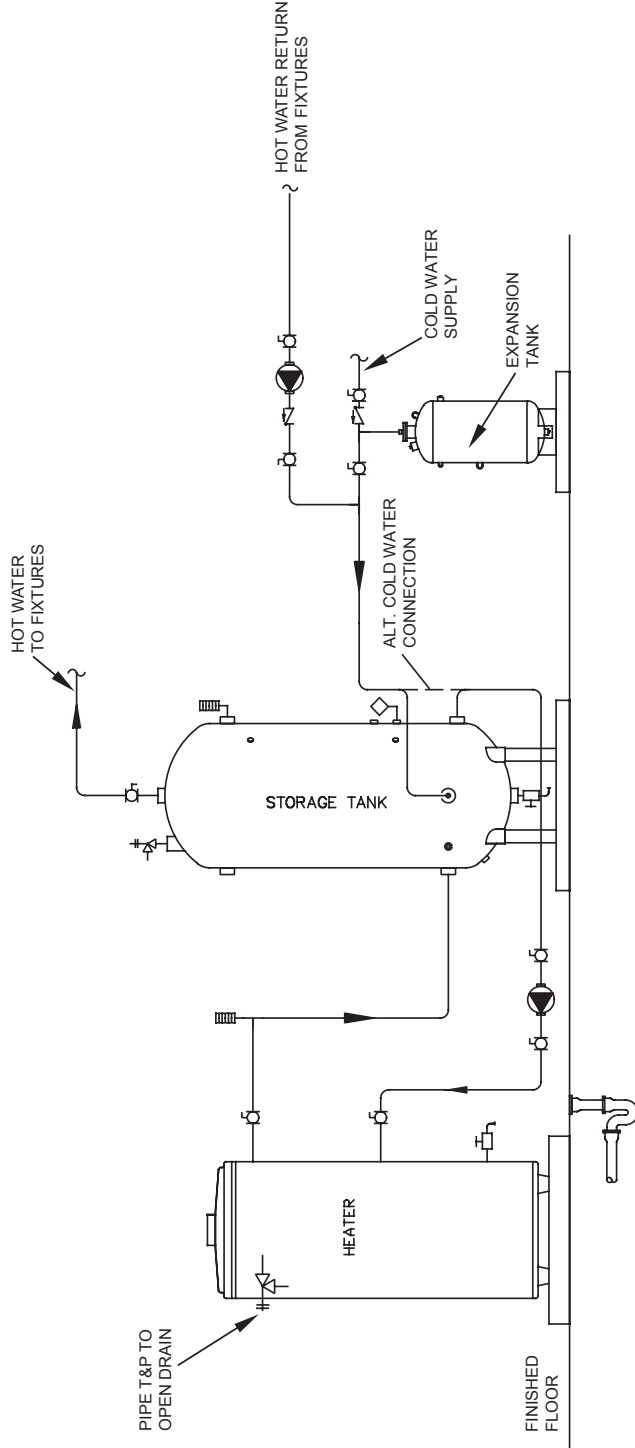 PIPE T&P TO
OPEN DRAIN
HEATER
FINISHED
FLOOR
HOT WATER
TO FIXTURES
STORAGE TANK
ALT. COLD WATER
CONNECTION
HOT WATER RETURN
FROM FIXTURES
COLD WATER
SUPPLY
EXPANSION
TANK